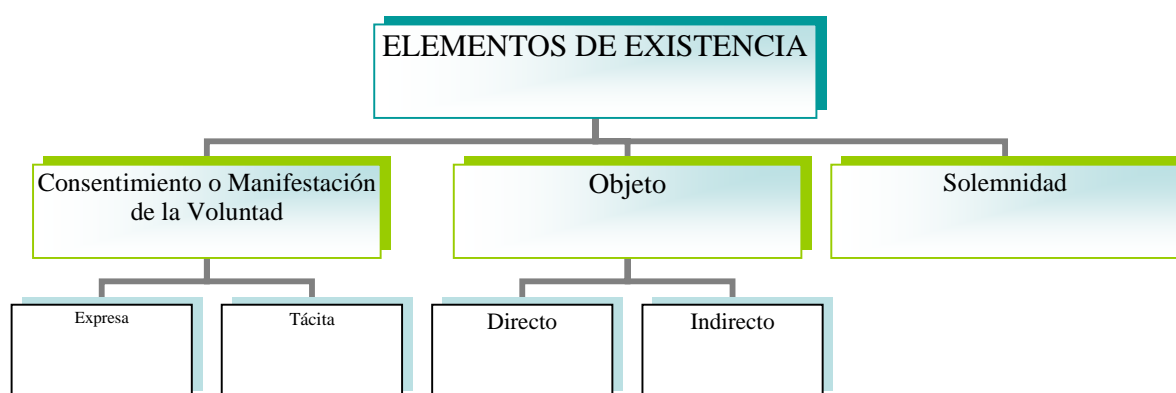 ELEMENTOS DE EXISTENCIA
Consentimiento o Manifestación
de la Voluntad
Objeto
Solemnidad
Expresa
Tácita
Directo
Indirecto